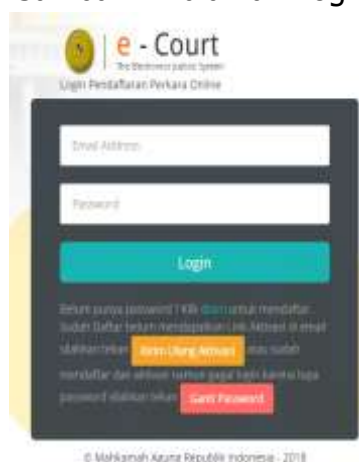 e - Court
The Electronics Justice System
Login Pendaftaran Perkara Online
Email Address
Password
Login
Belum punya password ? Klik disini untuk mendaftar.
Sudah Daftar belum mendapatkan Link Aktivasi di email
silahkan tekan Kirim Ulang Aktivasi atau sudah
mendaftar dan aktivasi namun gagal login karena lupa
password silahkan tekan Ganti Password
© Mahkamah Agung Republik Indonesia - 2018